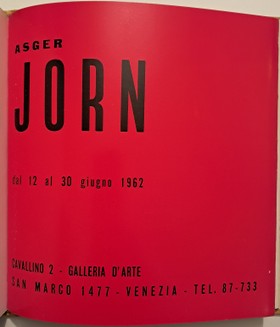 ASGER
JORN
dal 12 al 30 giugno 1962
CAVALLINO 2 - GALLERIA D'ARTE
SAN MARCO 1477 - VENEZIA - TEL. 87-733